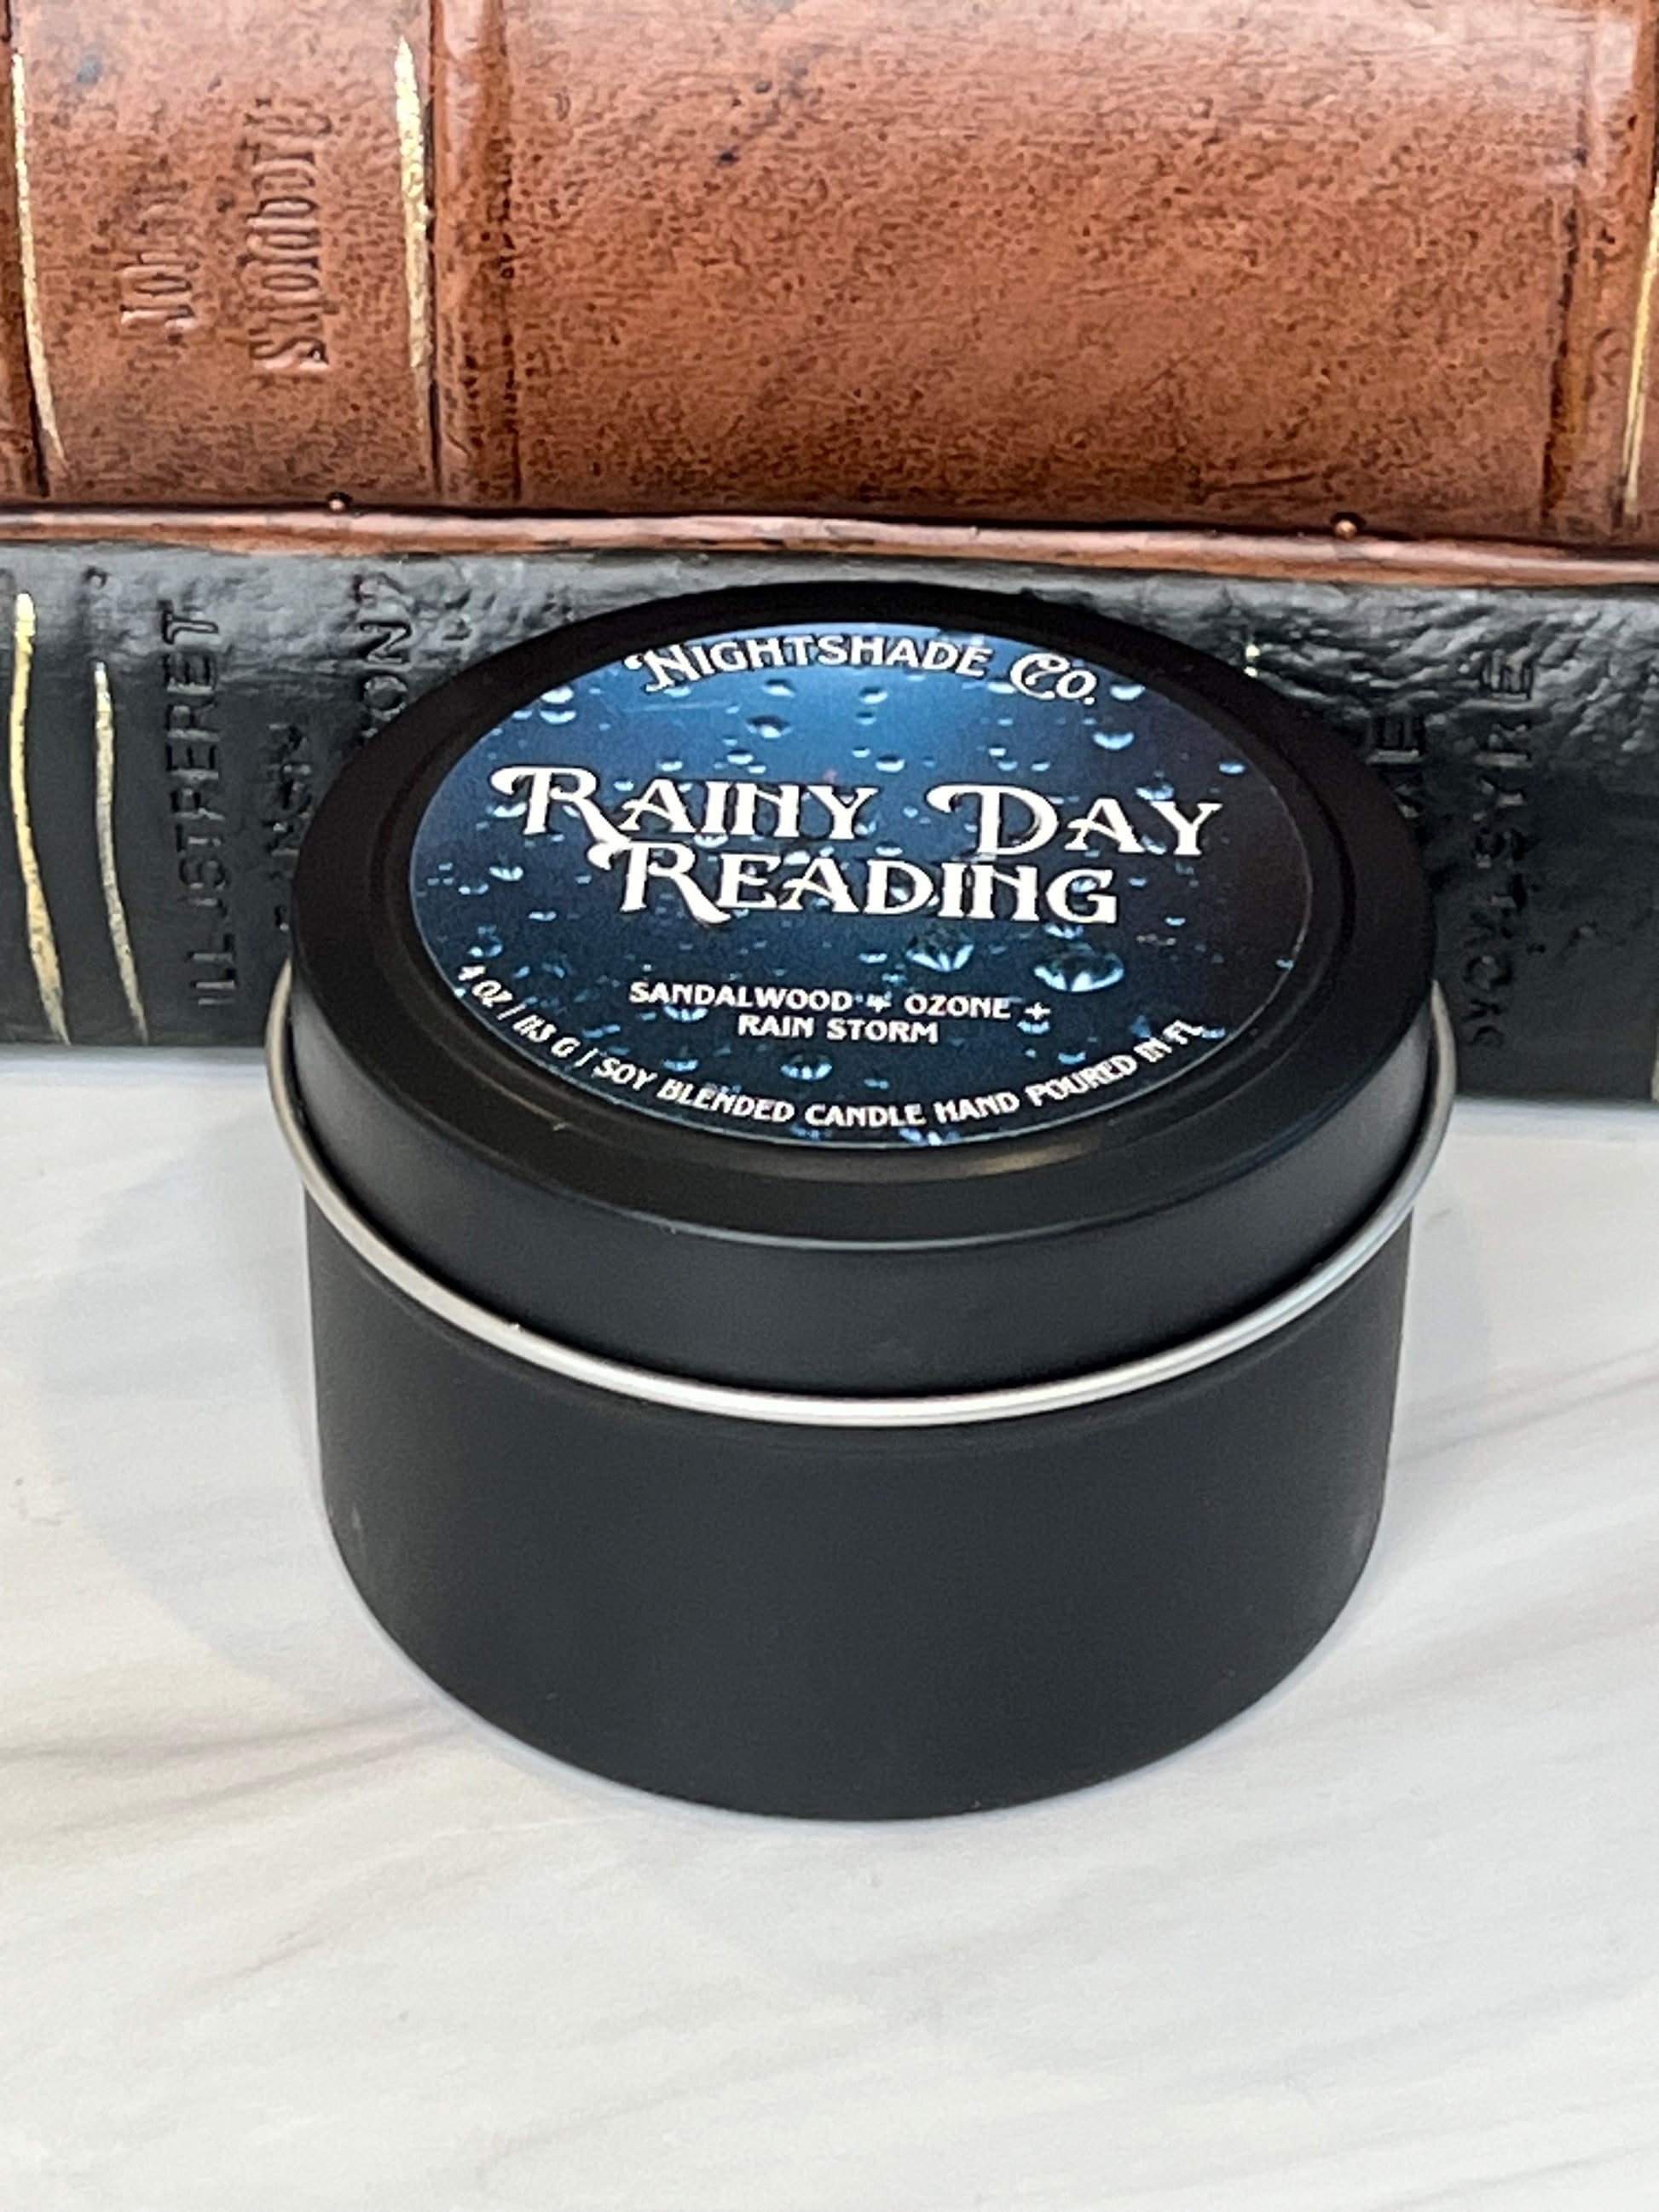 NIGHTSHADE CO.
RAINY DAY
READING
SANDALWOOD + OZONE +
RAIN STORM
4 OZ | 113 G | SOY BLENDED CANDLE HAND POURED IN FL
ILLUSTPERET